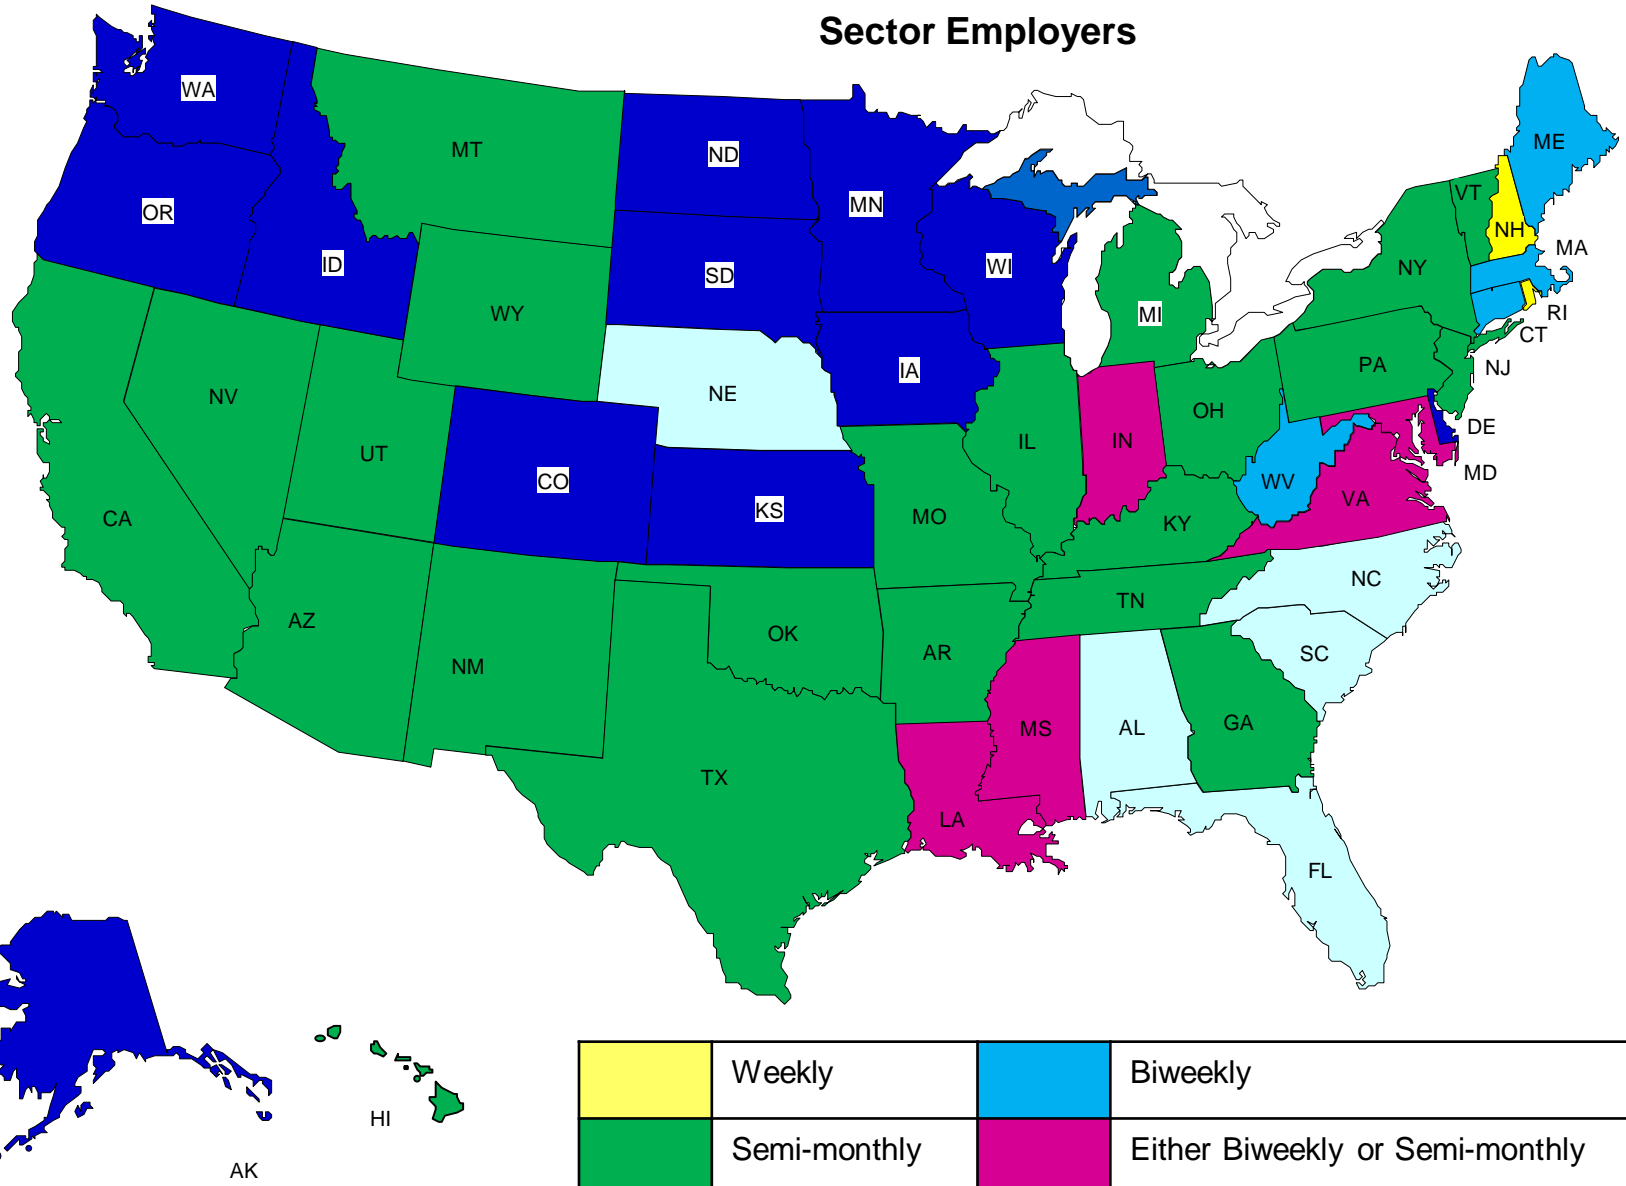 Sector Employers
WA
MT
ND
ME
OR
MN
VT
NH
MA
ID
SD
WI
NY
WY
MI
RI
CT
IA
PA
NJ
NV
NE
OH
DE
UT
IL
IN
MD
CO
WV
CA
KS
MO
KY
VA
NC
AZ
TN
OK
NM
AR
SC
MS
AL
GA
TX
LA
FL
Weekly
Biweekly
HI
Semi-monthly
Either Biweekly or Semi-monthly
AK